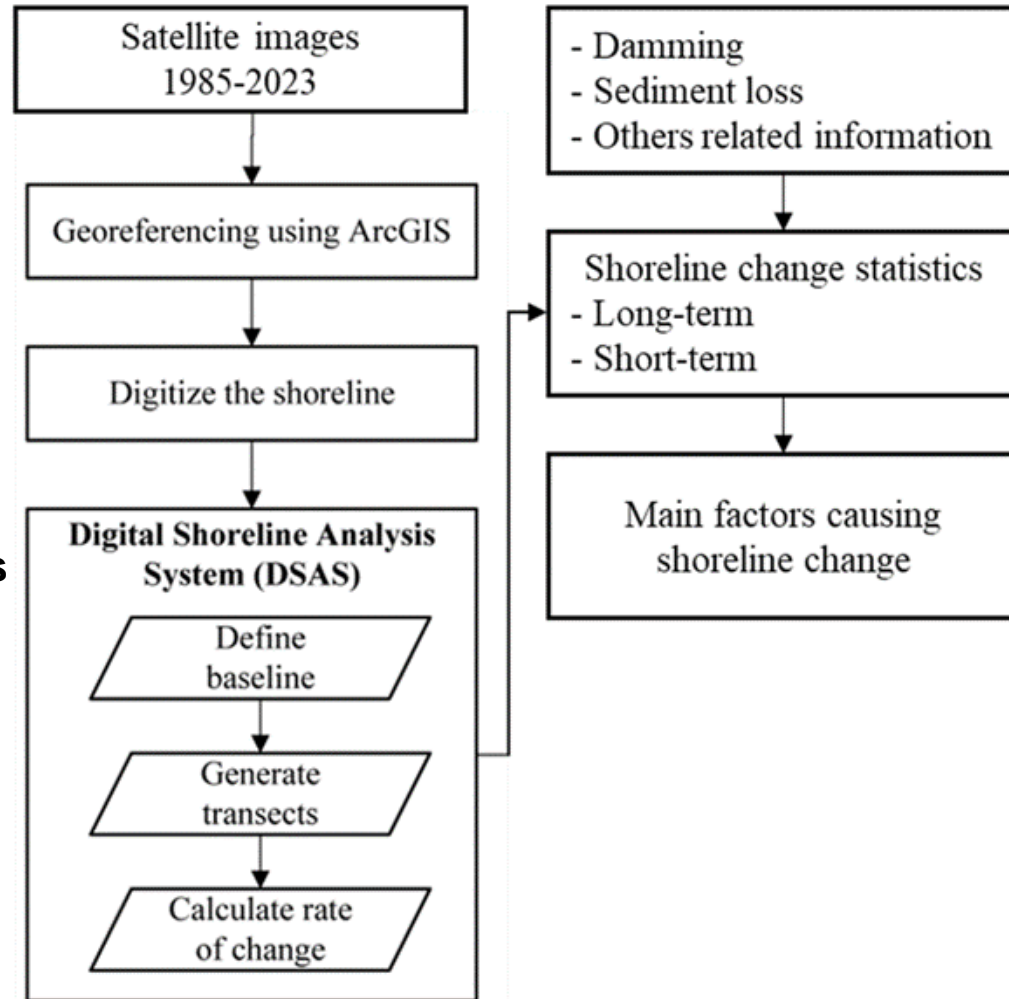 Satellite images
1985-2023
Georeferencing using ArcGIS
Digitize the shoreline
Digital Shoreline Analysis
System (DSAS)
Define
baseline
Generate
transects
Calculate rate
of change
- Damming
- Sediment loss
- Others related information
Shoreline change statistics
- Long-term
- Short-term
Main factors causing
shoreline change